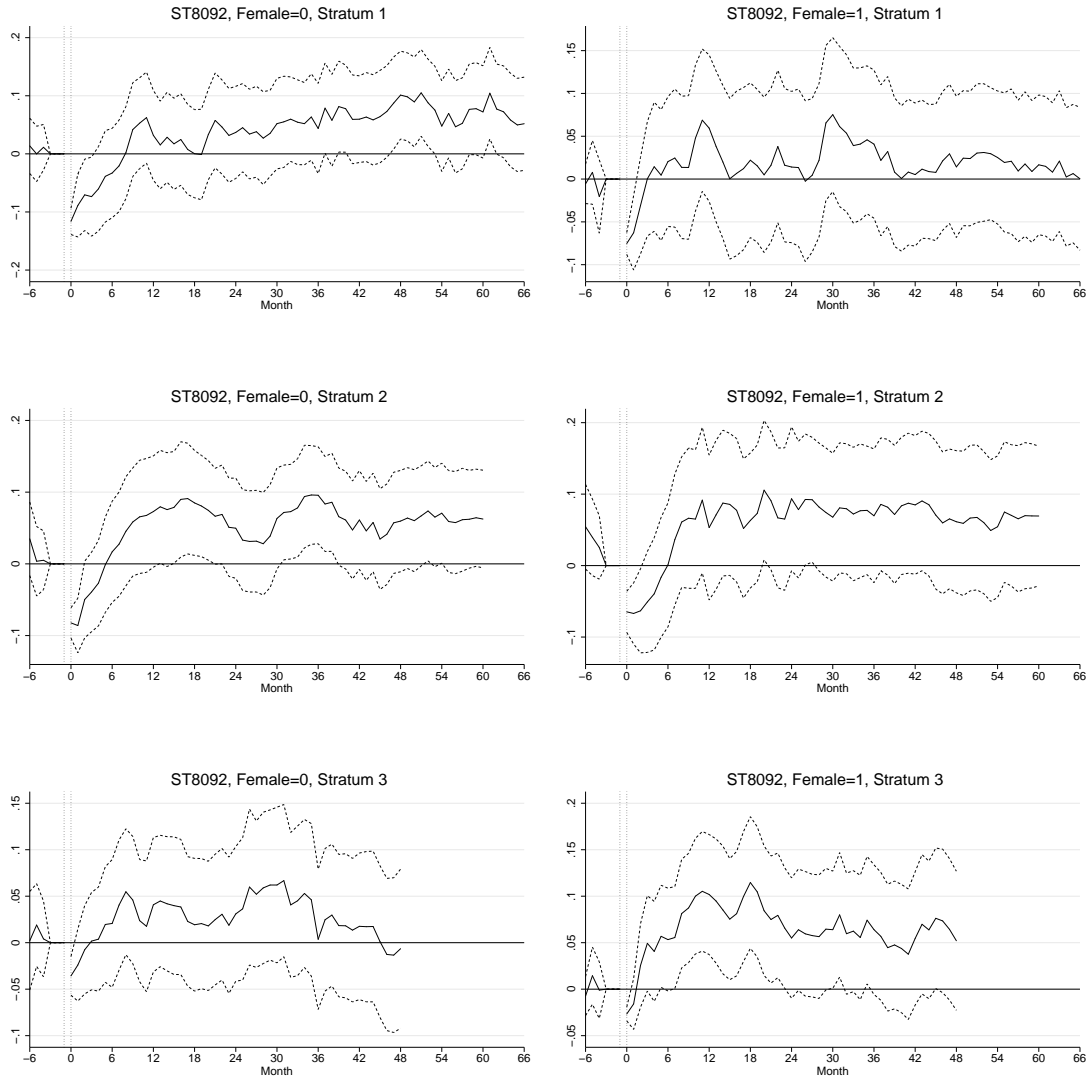 ST8092, Female=0, Stratum 1
.2
.1
0
−.1
−.2
−6 0 6 12 18 24 30 36 42 48 54 60 66
Month
ST8092, Female=1, Stratum 1
.15
.1
.05
0
−.05
−.1
−6 0 6 12 18 24 30 36 42 48 54 60 66
Month
ST8092, Female=0, Stratum 2
.2
.1
0
−.1
−6 0 6 12 18 24 30 36 42 48 54 60 66
Month
ST8092, Female=1, Stratum 2
.2
.1
0
−.1
−6 0 6 12 18 24 30 36 42 48 54 60 66
Month
ST8092, Female=0, Stratum 3
.15
.1
.05
0
−.05
−.1
−6 0 6 12 18 24 30 36 42 48 54 60 66
Month
ST8092, Female=1, Stratum 3
.2
.15
.1
.05
0
−.05
−6 0 6 12 18 24 30 36 42 48 54 60 66
Month